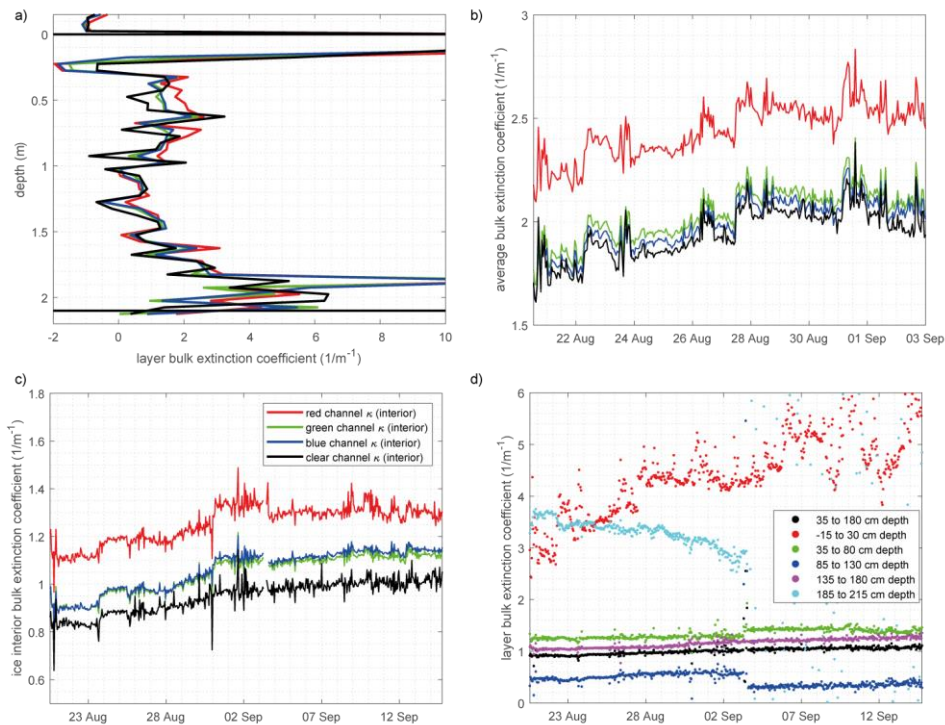 a)
0
0.5
1
1.5
2
depth (m)
-2 0 2 4 6 8 10
layer bulk extinction coefficient (1/m⁻¹)
b)
3
2.5
2
1.5
average bulk extinction coefficient (1/m⁻¹)
22 Aug 24 Aug 26 Aug 28 Aug 30 Aug 01 Sep 03 Sep
c)
1.8
1.6
1.4
1.2
1
0.8
0.6
ice interior bulk extinction coefficient (1/m⁻¹)
red channel κ (interior)
green channel κ (interior)
blue channel κ (interior)
clear channel κ (interior)
23 Aug 28 Aug 02 Sep 07 Sep 12 Sep
d)
6
5
4
3
2
1
0
layer bulk extinction coefficient (1/m⁻¹)
35 to 180 cm depth
-15 to 30 cm depth
35 to 80 cm depth
85 to 130 cm depth
135 to 180 cm depth
185 to 215 cm depth
23 Aug 28 Aug 02 Sep 07 Sep 12 Sep